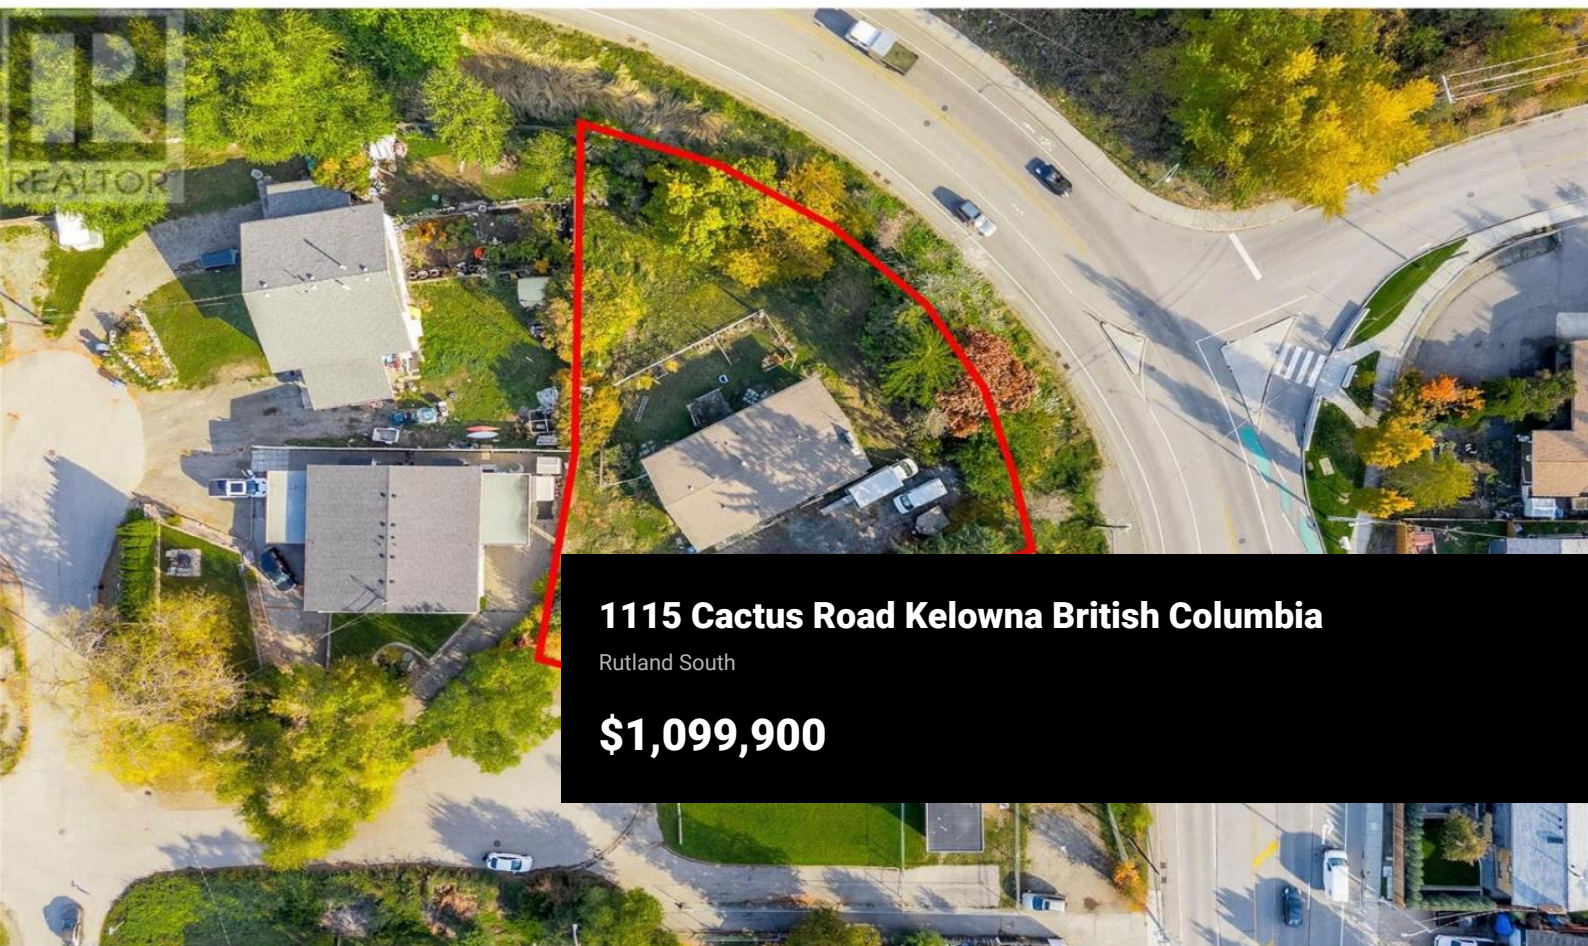 REALTOR
1115 Cactus Road Kelowna British Columbia
Rutland South
$1,099,900